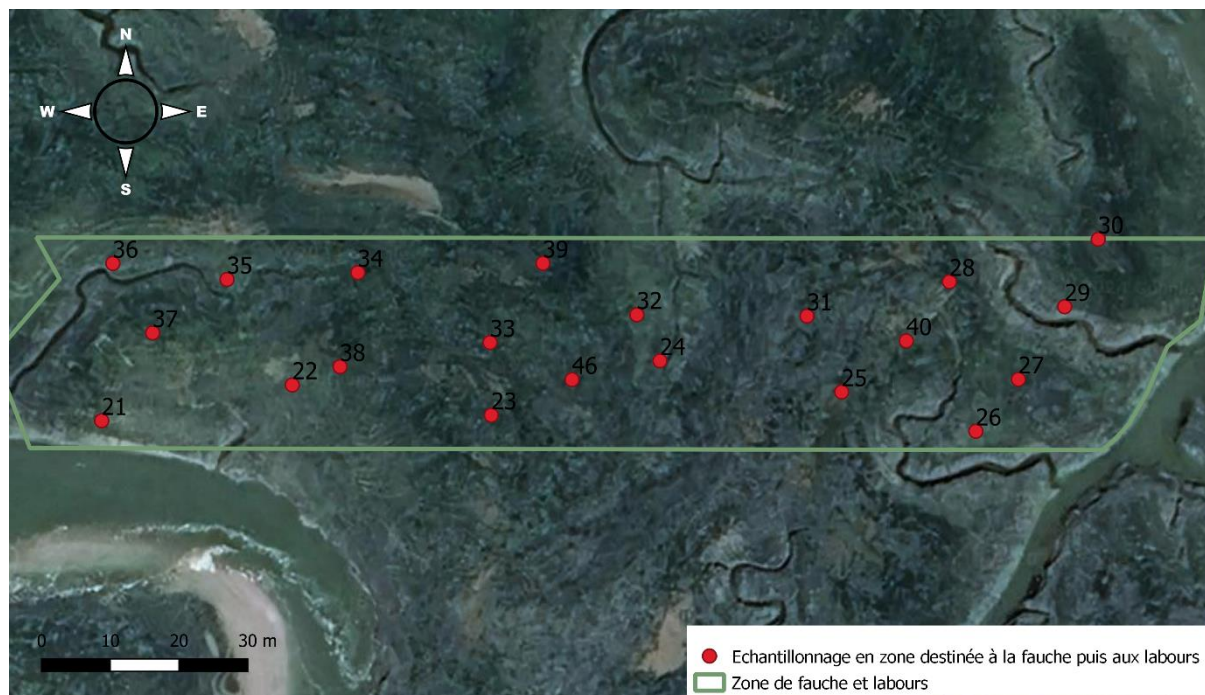 N
W E
S
30
36 39
35 34 28
29
32 31
37 33 40
38 24
22 46 25 27
21 23
26
0 10 20 30 m
Echantillonnage en zone destinée à la fauche puis aux labours
Zone de fauche et labours